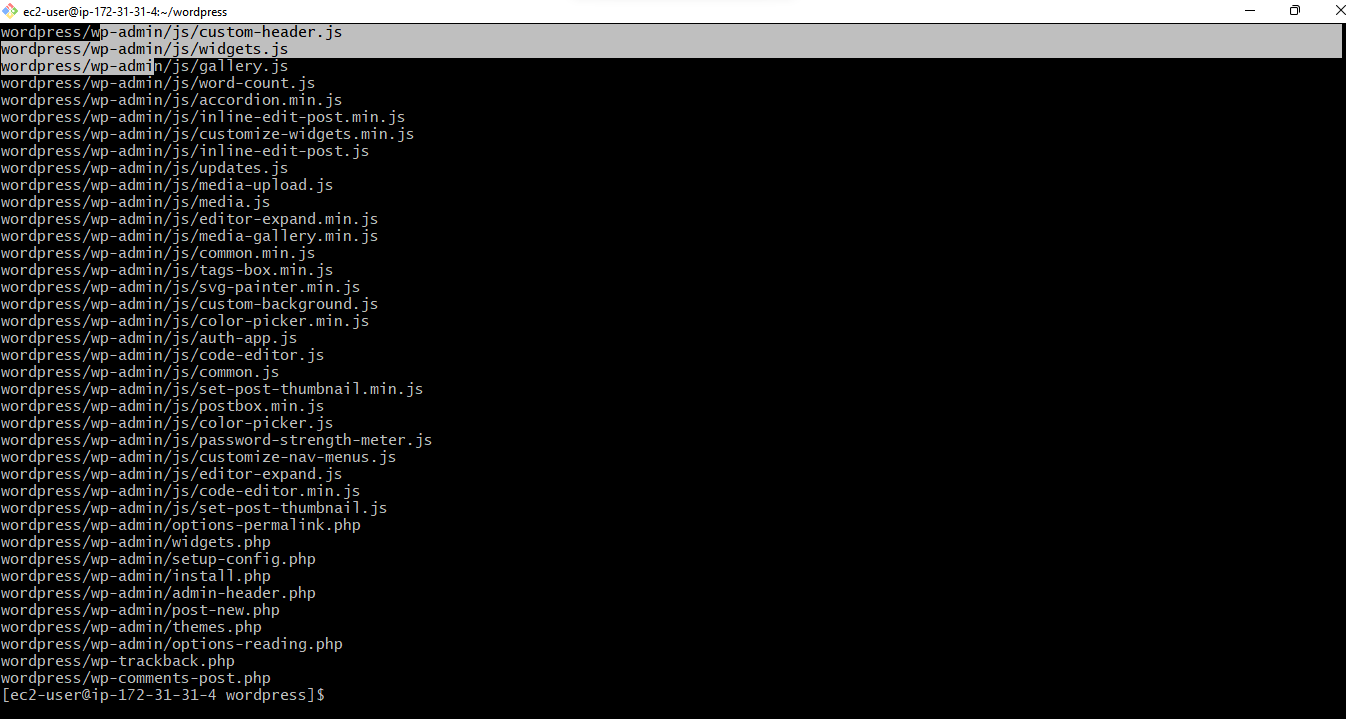 ec2-user@ip-172-31-31-4:~/wordpress
wordpress/wp-admin/js/custom-header.js
wordpress/wp-admin/js/widgets.js
wordpress/wp-admin/js/gallery.js
wordpress/wp-admin/js/word-count.js
wordpress/wp-admin/js/accordion.min.js
wordpress/wp-admin/js/inline-edit-post.min.js
wordpress/wp-admin/js/customize-widgets.min.js
wordpress/wp-admin/js/inline-edit-post.js
wordpress/wp-admin/js/updates.js
wordpress/wp-admin/js/media-upload.js
wordpress/wp-admin/js/media.js
wordpress/wp-admin/js/editor-expand.min.js
wordpress/wp-admin/js/media-gallery.min.js
wordpress/wp-admin/js/common.min.js
wordpress/wp-admin/js/tags-box.min.js
wordpress/wp-admin/js/svg-painter.min.js
wordpress/wp-admin/js/custom-background.js
wordpress/wp-admin/js/color-picker.min.js
wordpress/wp-admin/js/auth-app.js
wordpress/wp-admin/js/code-editor.js
wordpress/wp-admin/js/common.js
wordpress/wp-admin/js/set-post-thumbnail.min.js
wordpress/wp-admin/js/postbox.min.js
wordpress/wp-admin/js/color-picker.js
wordpress/wp-admin/js/password-strength-meter.js
wordpress/wp-admin/js/customize-nav-menus.js
wordpress/wp-admin/js/editor-expand.js
wordpress/wp-admin/js/code-editor.min.js
wordpress/wp-admin/js/set-post-thumbnail.js
wordpress/wp-admin/options-permalink.php
wordpress/wp-admin/widgets.php
wordpress/wp-admin/setup-config.php
wordpress/wp-admin/install.php
wordpress/wp-admin/admin-header.php
wordpress/wp-admin/post-new.php
wordpress/wp-admin/themes.php
wordpress/wp-admin/options-reading.php
wordpress/wp-trackback.php
wordpress/wp-comments-post.php
[ec2-user@ip-172-31-31-4 wordpress]$